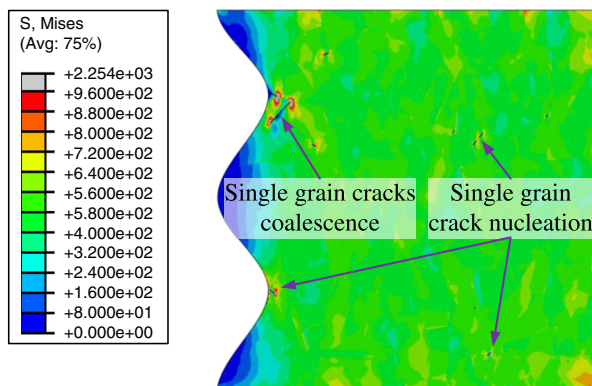 S, Mises
(Avg: 75%)
+2.254e+03
+9.600e+02
+8.800e+02
+8.000e+02
+7.200e+02
+6.400e+02
+5.600e+02
+5.800e+02
+4.000e+02
+3.200e+02
+2.400e+02
+1.600e+02
+8.000e+01
+0.000e+00
Single grain cracks
coalescence
Single grain
crack nucleation